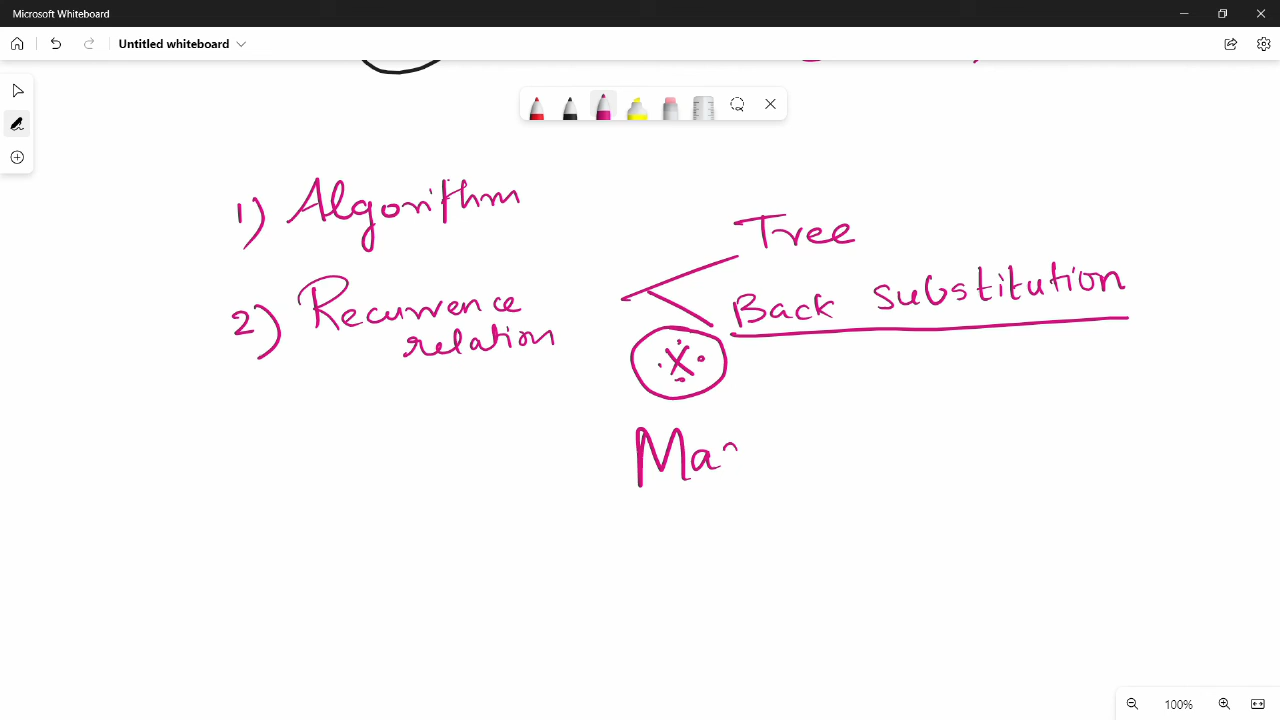 Microsoft Whiteboard
Untitled whiteboard
1) Algorithm
Tree
2) Recurrence
relation
Back substitution
X
Ma
100%